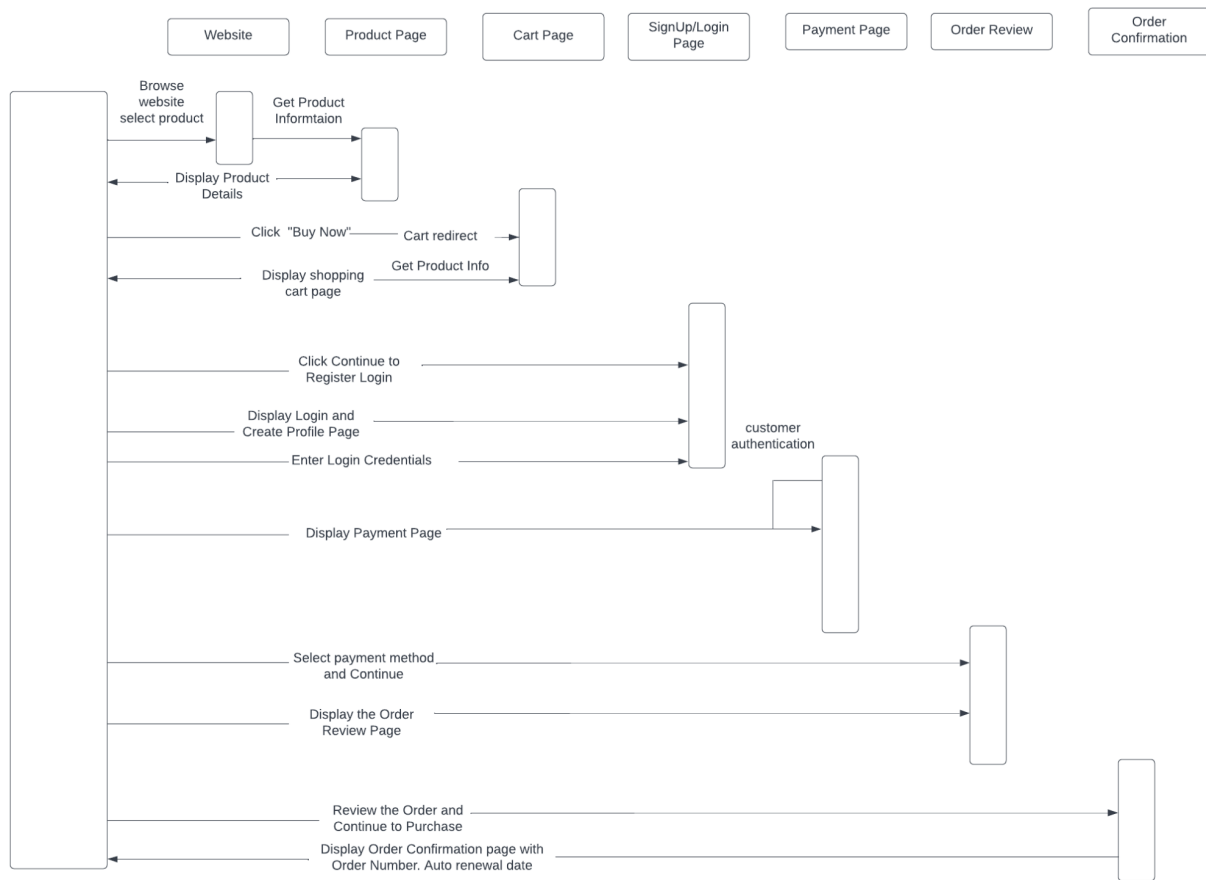 Website
Product Page
Cart Page
SignUp/Login
Page
Payment Page
Order Review
Order
Confirmation
Browse
website
select product
Get Product
Informtaion
Display Product
Details
Click "Buy Now"
Cart redirect
Get Product Info
Display shopping
cart page
Click Continue to
Register Login
Display Login and
Create Profile Page
customer
authentication
Enter Login Credentials
Display Payment Page
Select payment method
and Continue
Display the Order
Review Page
Review the Order and
Continue to Purchase
Display Order Confirmation page with
Order Number. Auto renewal date